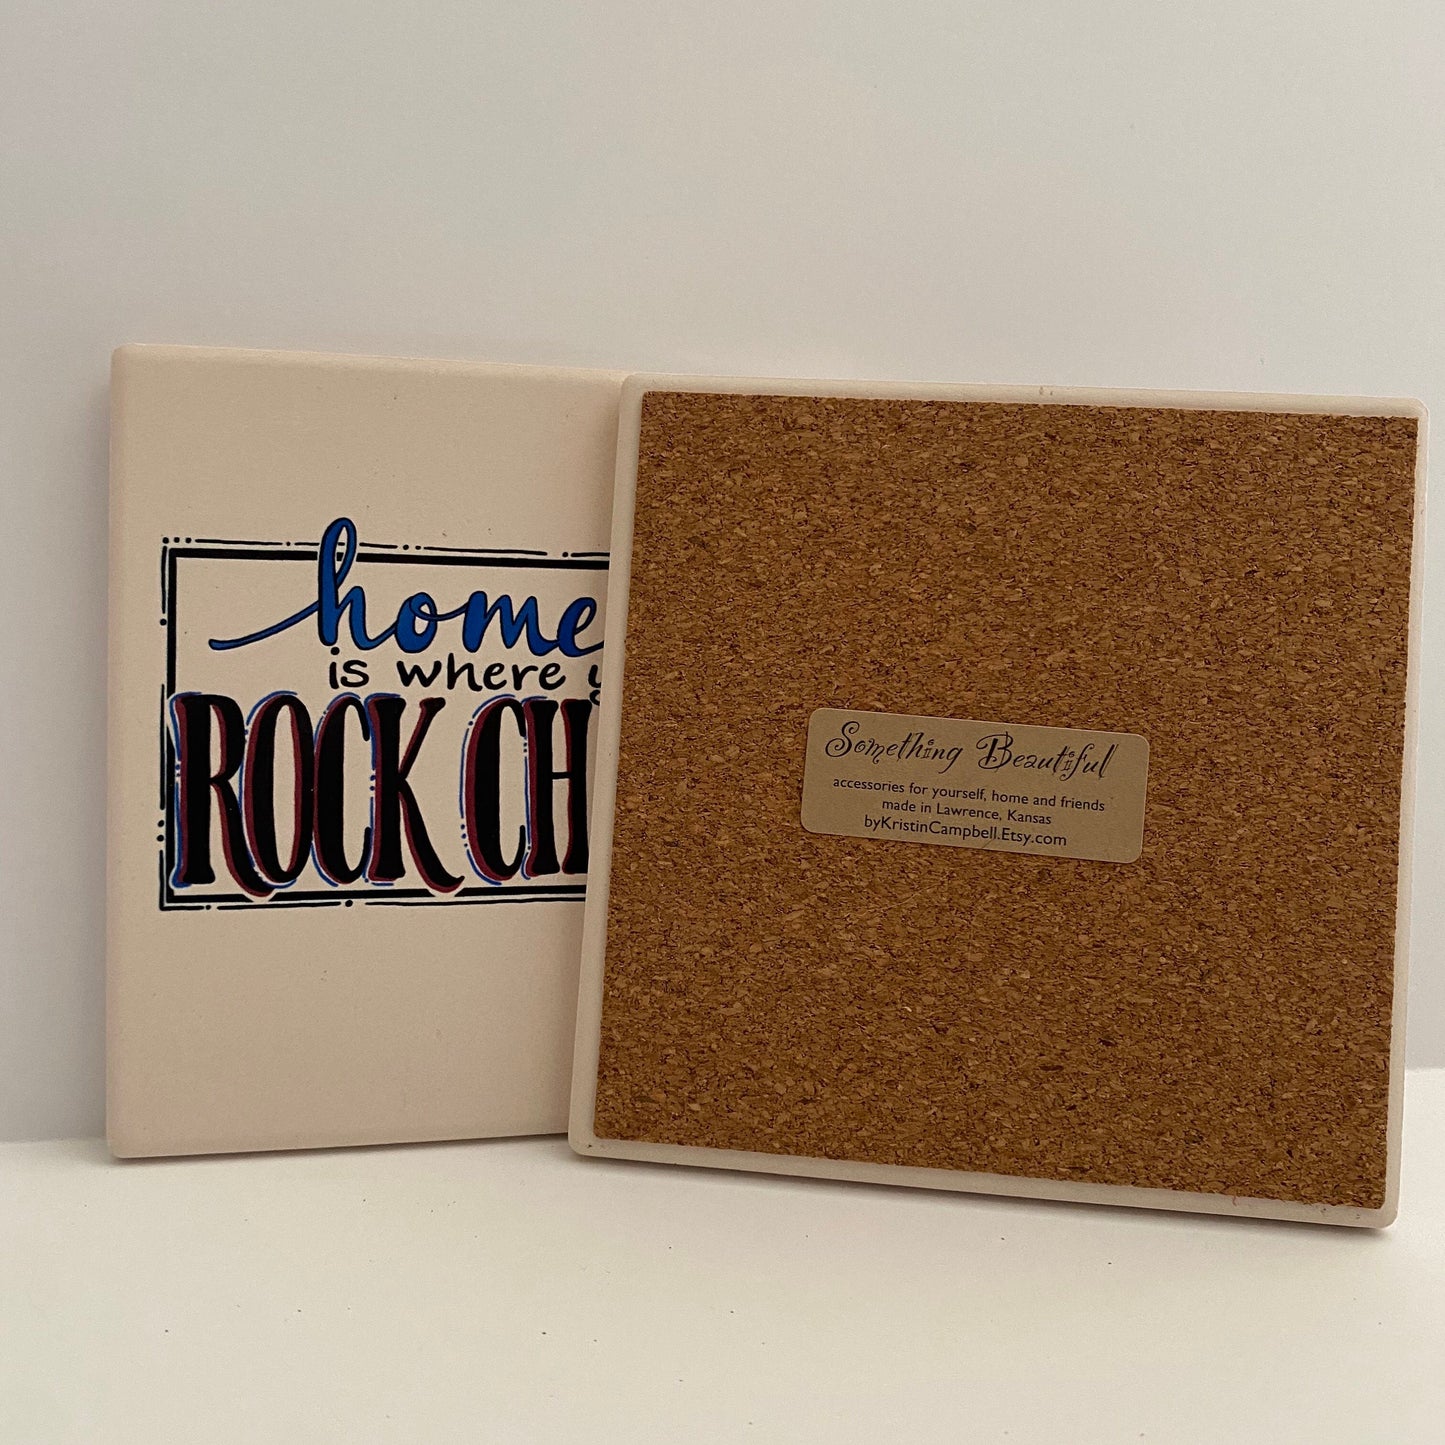 home
is where y
ROCK CH
Something Beautiful
accessories for yourself, home and friends
made in Lawrence, Kansas
byKristinCampbell.Etsy.com